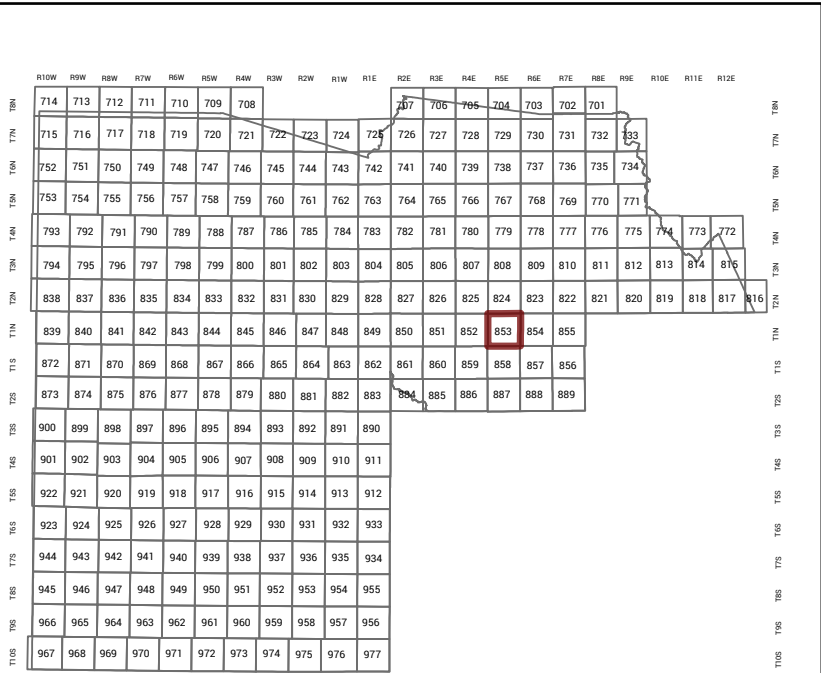 R10W R9W R8W R7W R6W R5W R4W R3W R2W R1W R1E R2E R3E R4E R5E R6E R7E R8E R9E R10E R11E R12E
T8N 714 713 712 711 710 709 708 707 706 705 704 703 702 701 T8N
T7N 715 716 717 718 719 720 721 722 723 724 725 726 727 728 729 730 731 732 733 T7N
T6N 752 751 750 749 748 747 746 745 744 743 742 741 740 739 738 737 736 735 734 T6N
T5N 753 754 755 756 757 758 759 760 761 762 763 764 765 766 767 768 769 770 771 T5N
T4N 793 792 791 790 789 788 787 786 785 784 783 782 781 780 779 778 777 776 775 774 773 772 T4N
T3N 794 795 796 797 798 799 800 801 802 803 804 805 806 807 808 809 810 811 812 813 814 815 T3N
T2N 838 837 836 835 834 833 832 831 830 829 828 827 826 825 824 823 822 821 820 819 818 817 816 T2N
T1N 839 840 841 842 843 844 845 846 847 848 849 850 851 852 853 854 855 T1N
T1S 872 871 870 869 868 867 866 865 864 863 862 861 860 859 858 857 856 T1S
T2S 873 874 875 876 877 878 879 880 881 882 883 884 885 886 887 888 889 T2S
T3S 900 899 898 897 896 895 894 893 892 891 890 T3S
T4S 901 902 903 904 905 906 907 908 909 910 911 T4S
T5S 922 921 920 919 918 917 916 915 914 913 912 T5S
T6S 923 924 925 926 927 928 929 930 931 932 933 T6S
T7S 944 943 942 941 940 939 938 937 936 935 934 T7S
T8S 945 946 947 948 949 950 951 952 953 954 955 T8S
T9S 966 965 964 963 962 961 960 959 958 957 956 T9S
T10S 967 968 969 970 971 972 973 974 975 976 977 T10S